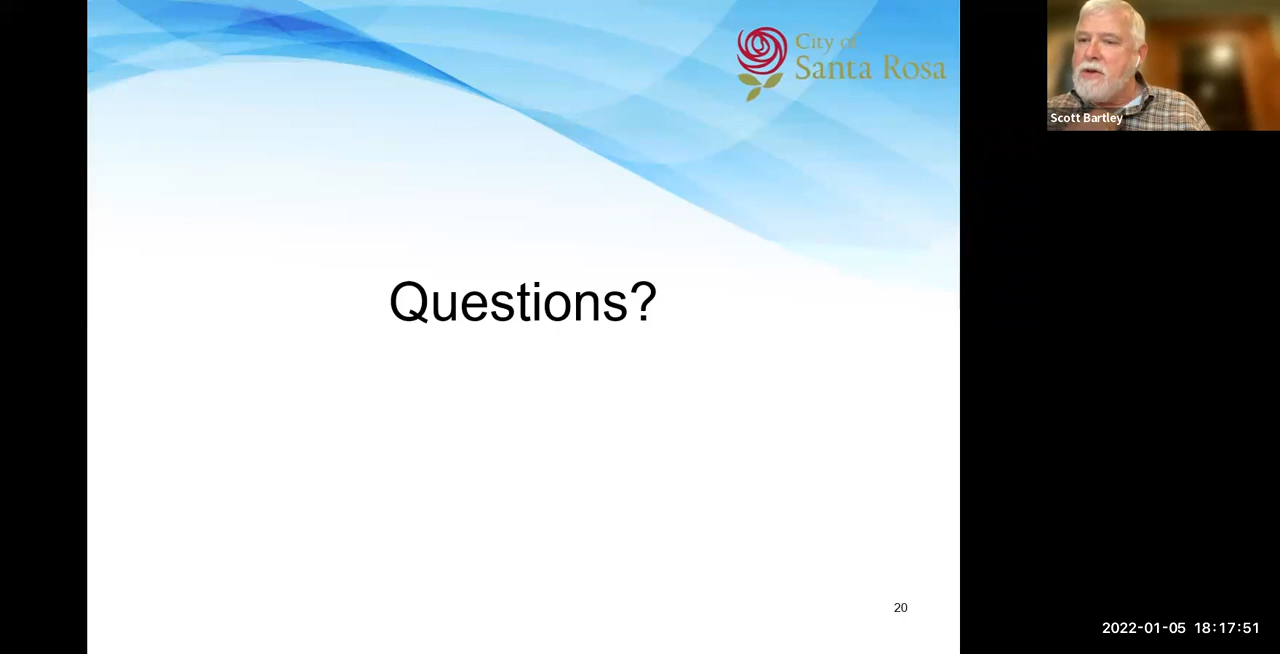 City of
Santa Rosa
Scott Bartley
Questions?
20
2022-01-05 18:17:51